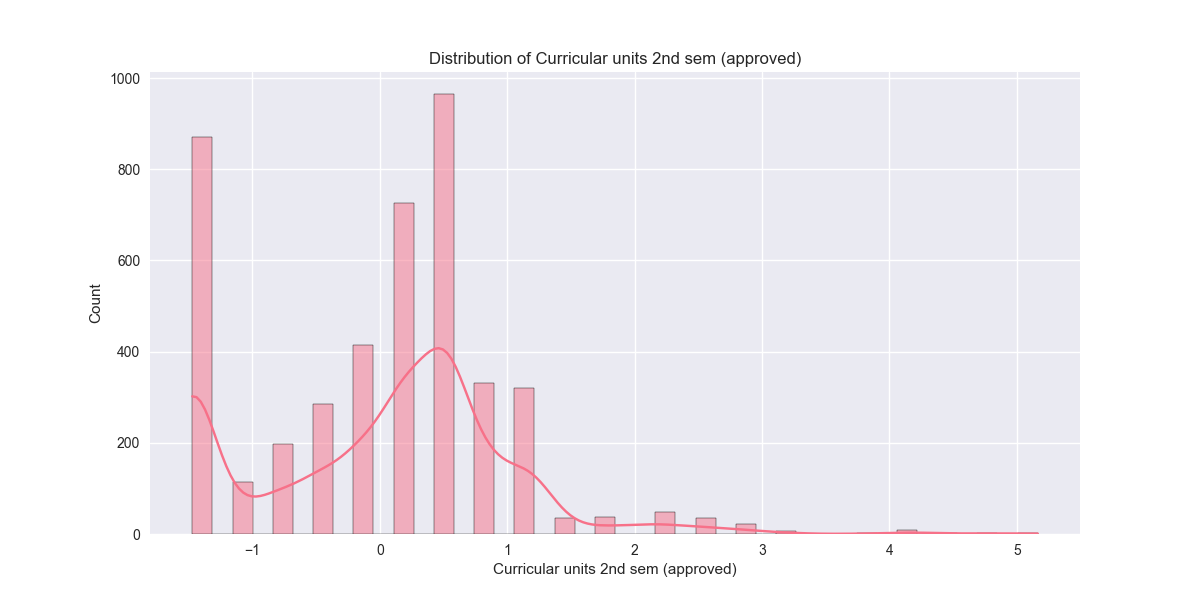 Distribution of Curricular units 2nd sem (approved)
1000
800
600
400
200
0
Count
−1 0 1 2 3 4 5
Curricular units 2nd sem (approved)